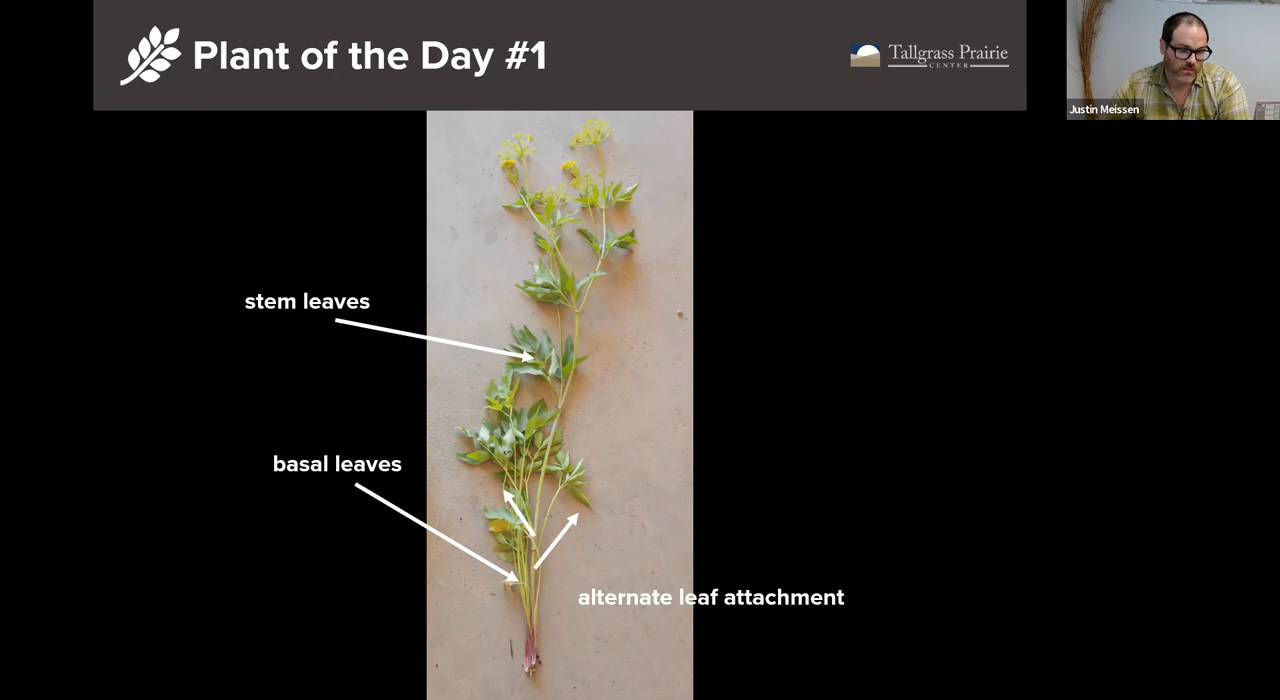 Plant of the Day #1
Tallgrass Prairie
CENTER
Justin Meissen
stem leaves
basal leaves
alternate leaf attachment